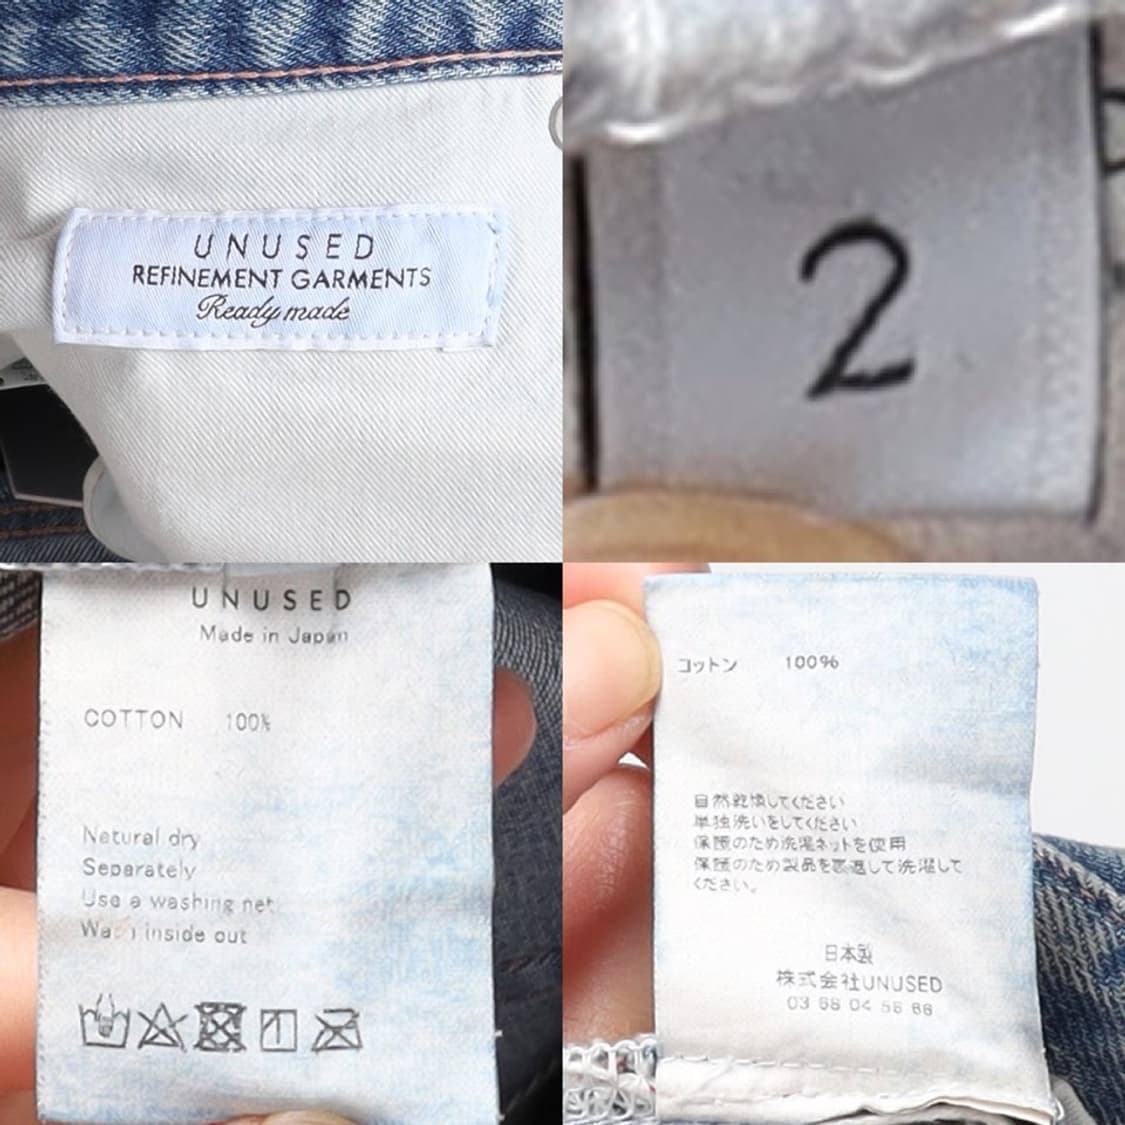 UNUSED
REFINEMENT GARMENTS
Ready made
2
UNUSED
Made in Japan
COTTON 100%
Natural dry
Separately
Use a washing net
Wash inside out
コットン 100%
自然乾燥してください
単独洗いをしてください
保護のため洗濯ネットを使用
保護のため製品を裏返して洗濯して
ください。
日本製
株式会社UNUSED